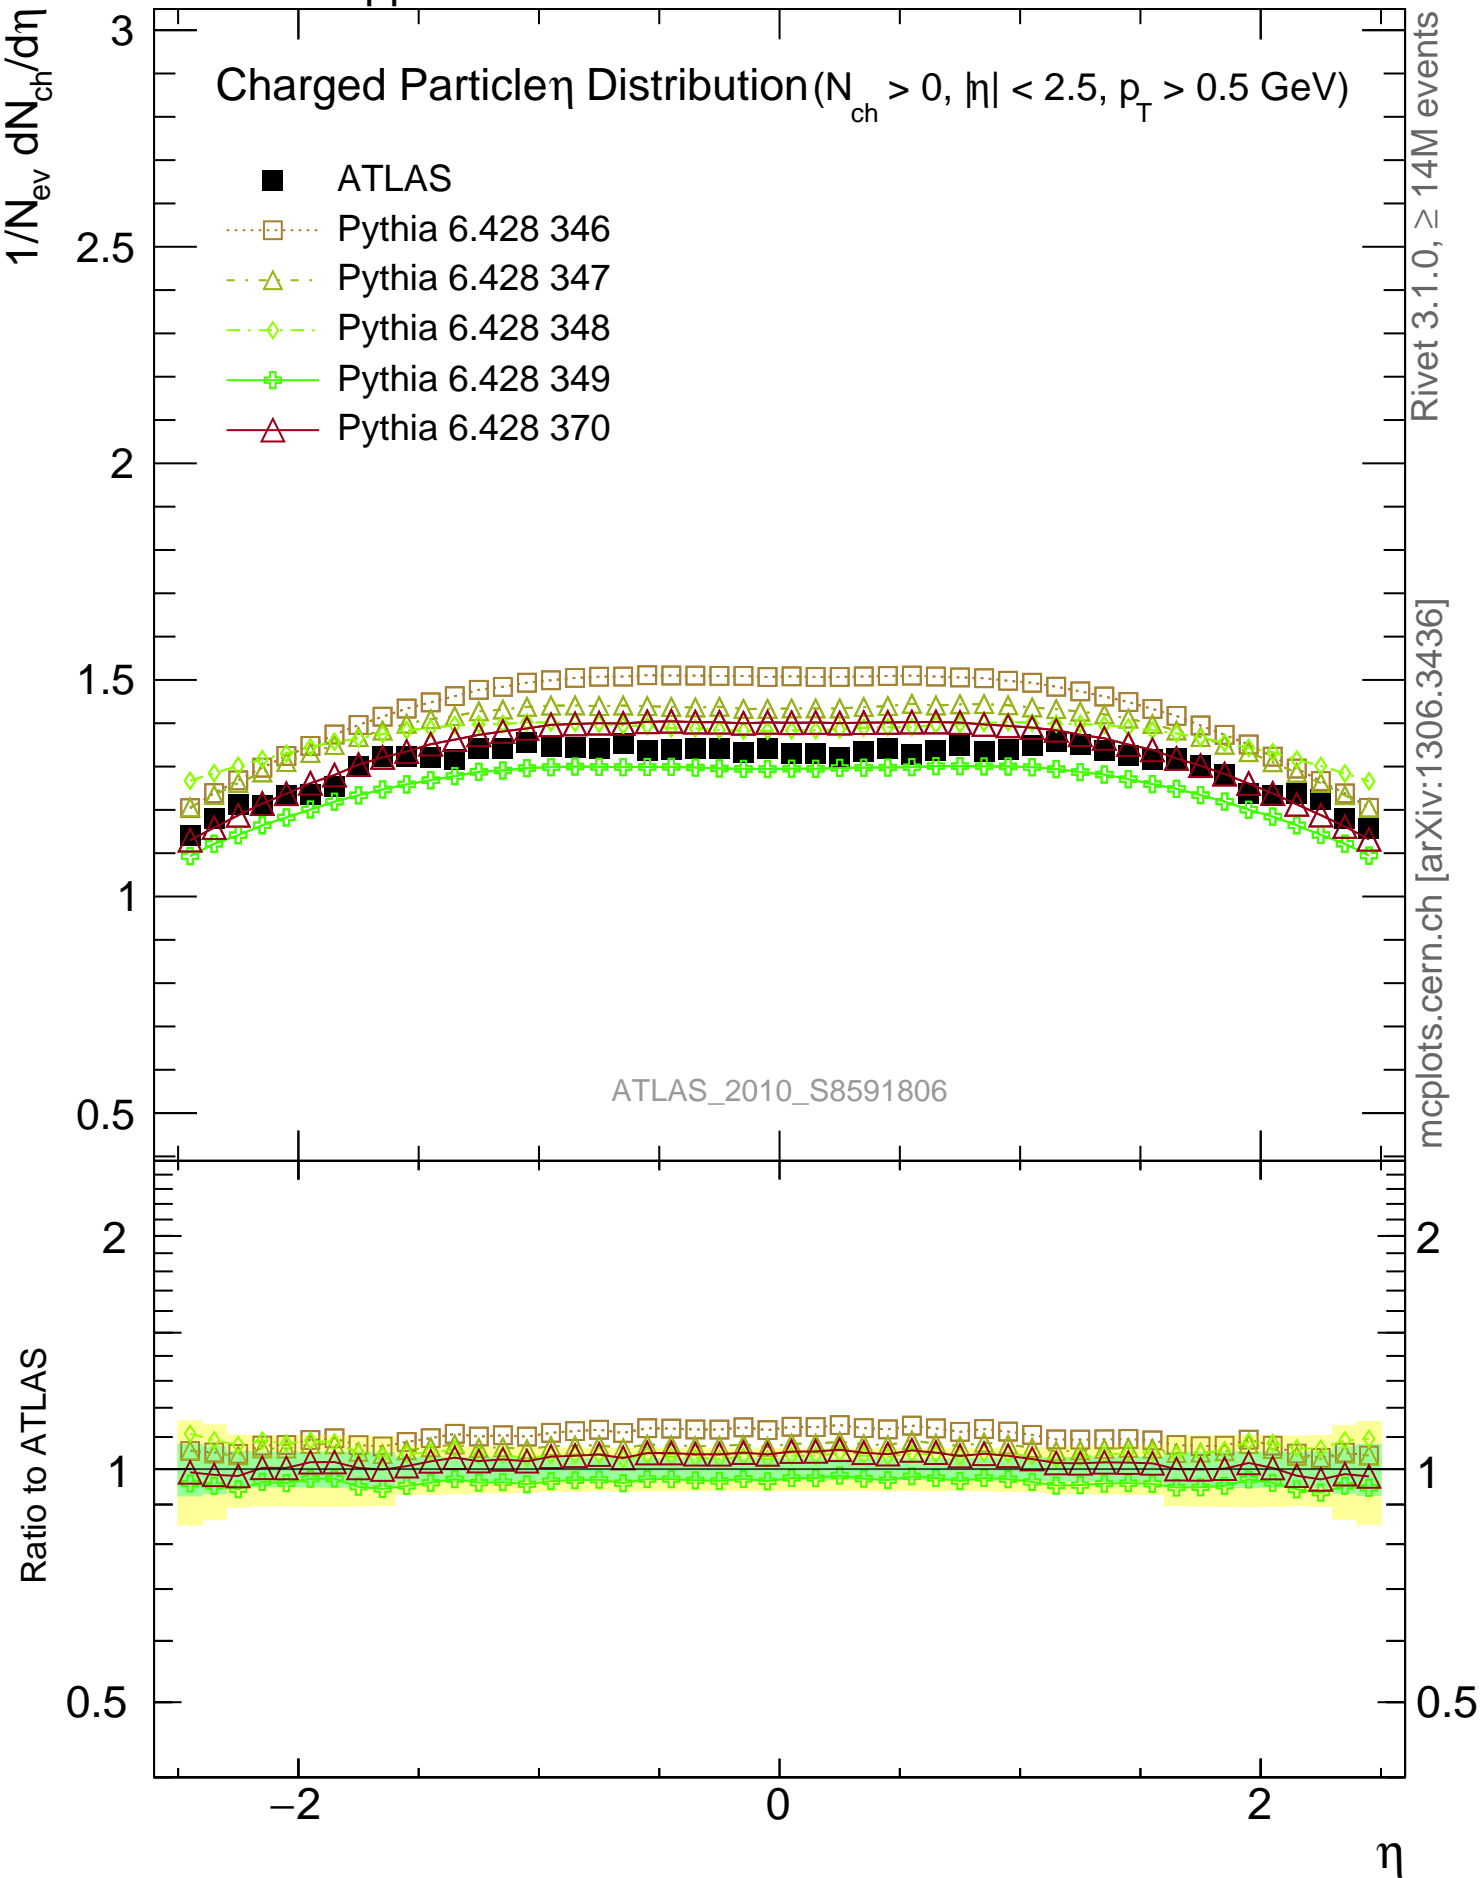 pp
Charged Particle η Distribution (N_ch > 0, |η| < 2.5, p_T > 0.5 GeV)
1/N_ev dN_ch/dη
3
2.5
2
1.5
1
0.5
ATLAS
Pythia 6.428 346
Pythia 6.428 347
Pythia 6.428 348
Pythia 6.428 349
Pythia 6.428 370
ATLAS_2010_S8591806
Rivet 3.1.0, ≥ 14M events
mcplots.cern.ch [arXiv:1306.3436]
Ratio to ATLAS
2
1
0.5
2
1
0.5
−2
0
2
η